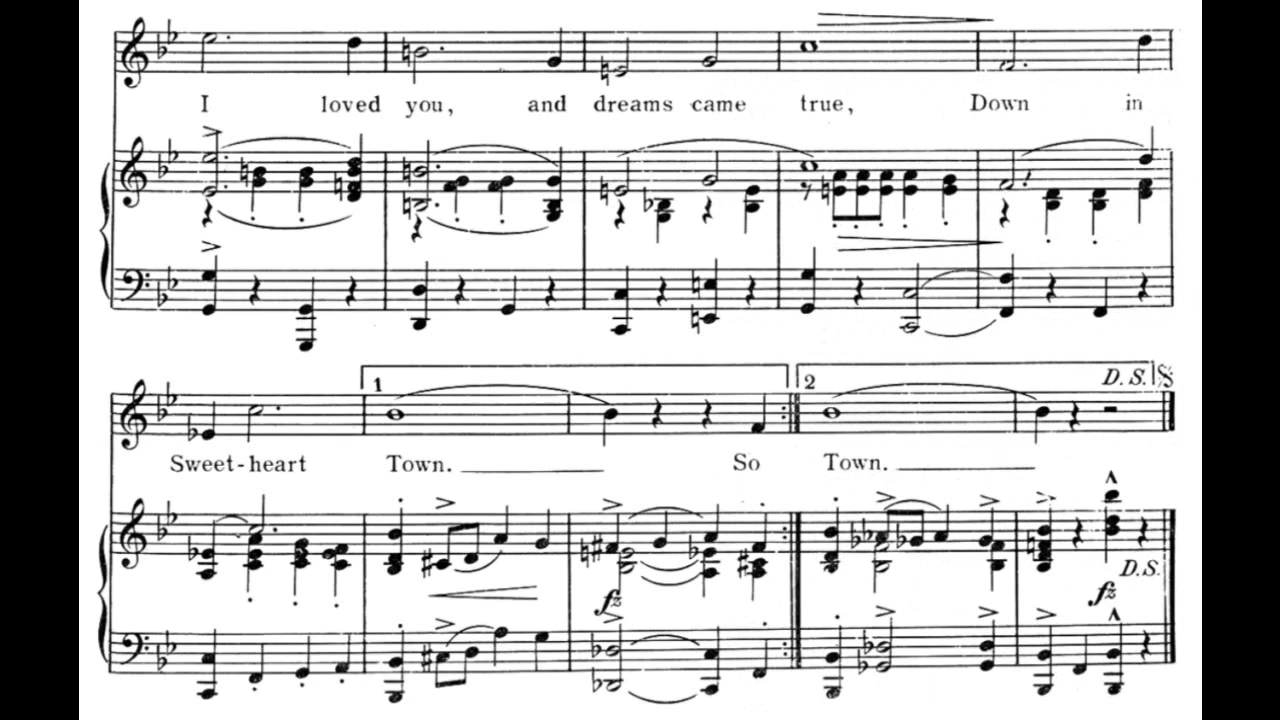 I loved you, and dreams came true, Down in
1 2 D. S. 𝄋
Sweet-heart Town. So Town.
fz fz D.S.